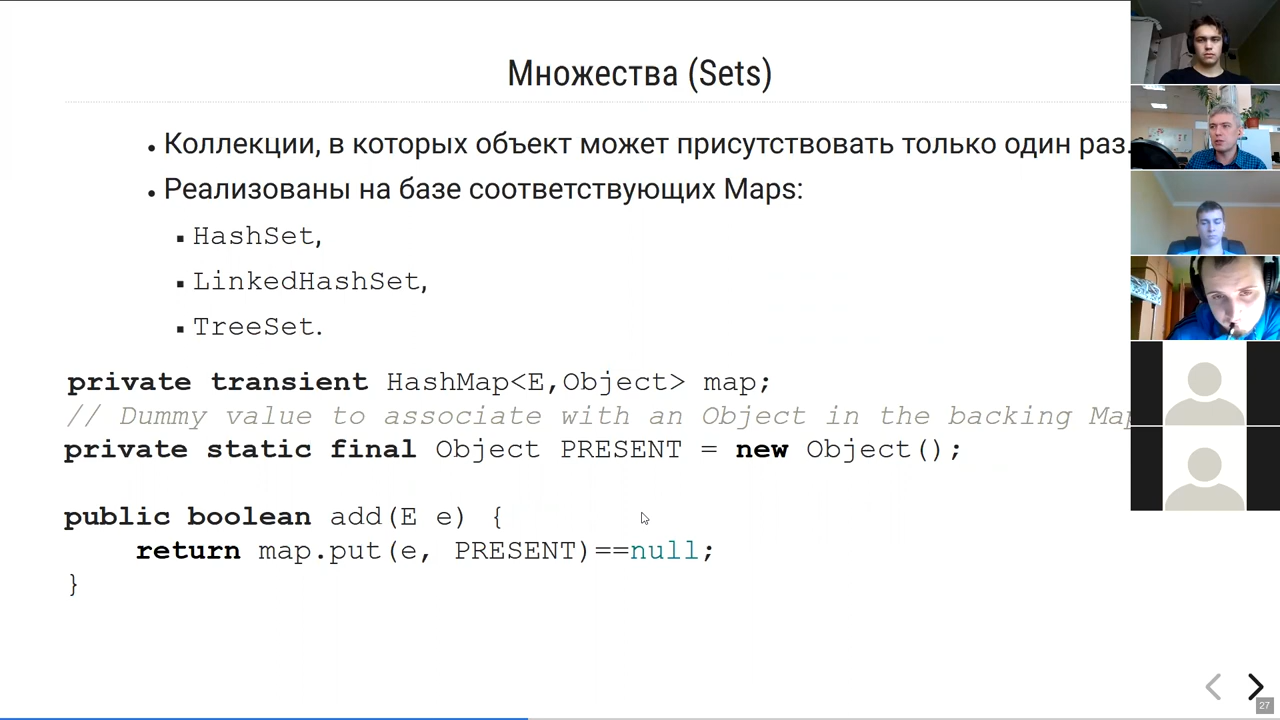 Множества (Sets)
Коллекции, в которых объект может присутствовать только один раз.
Реализованы на базе соответствующих Maps:
HashSet,
LinkedHashSet,
TreeSet.
private transient HashMap<E,Object> map;
// Dummy value to associate with an Object in the backing Map
private static final Object PRESENT = new Object();
public boolean add(E e) {
return map.put(e, PRESENT)==null;
}
27